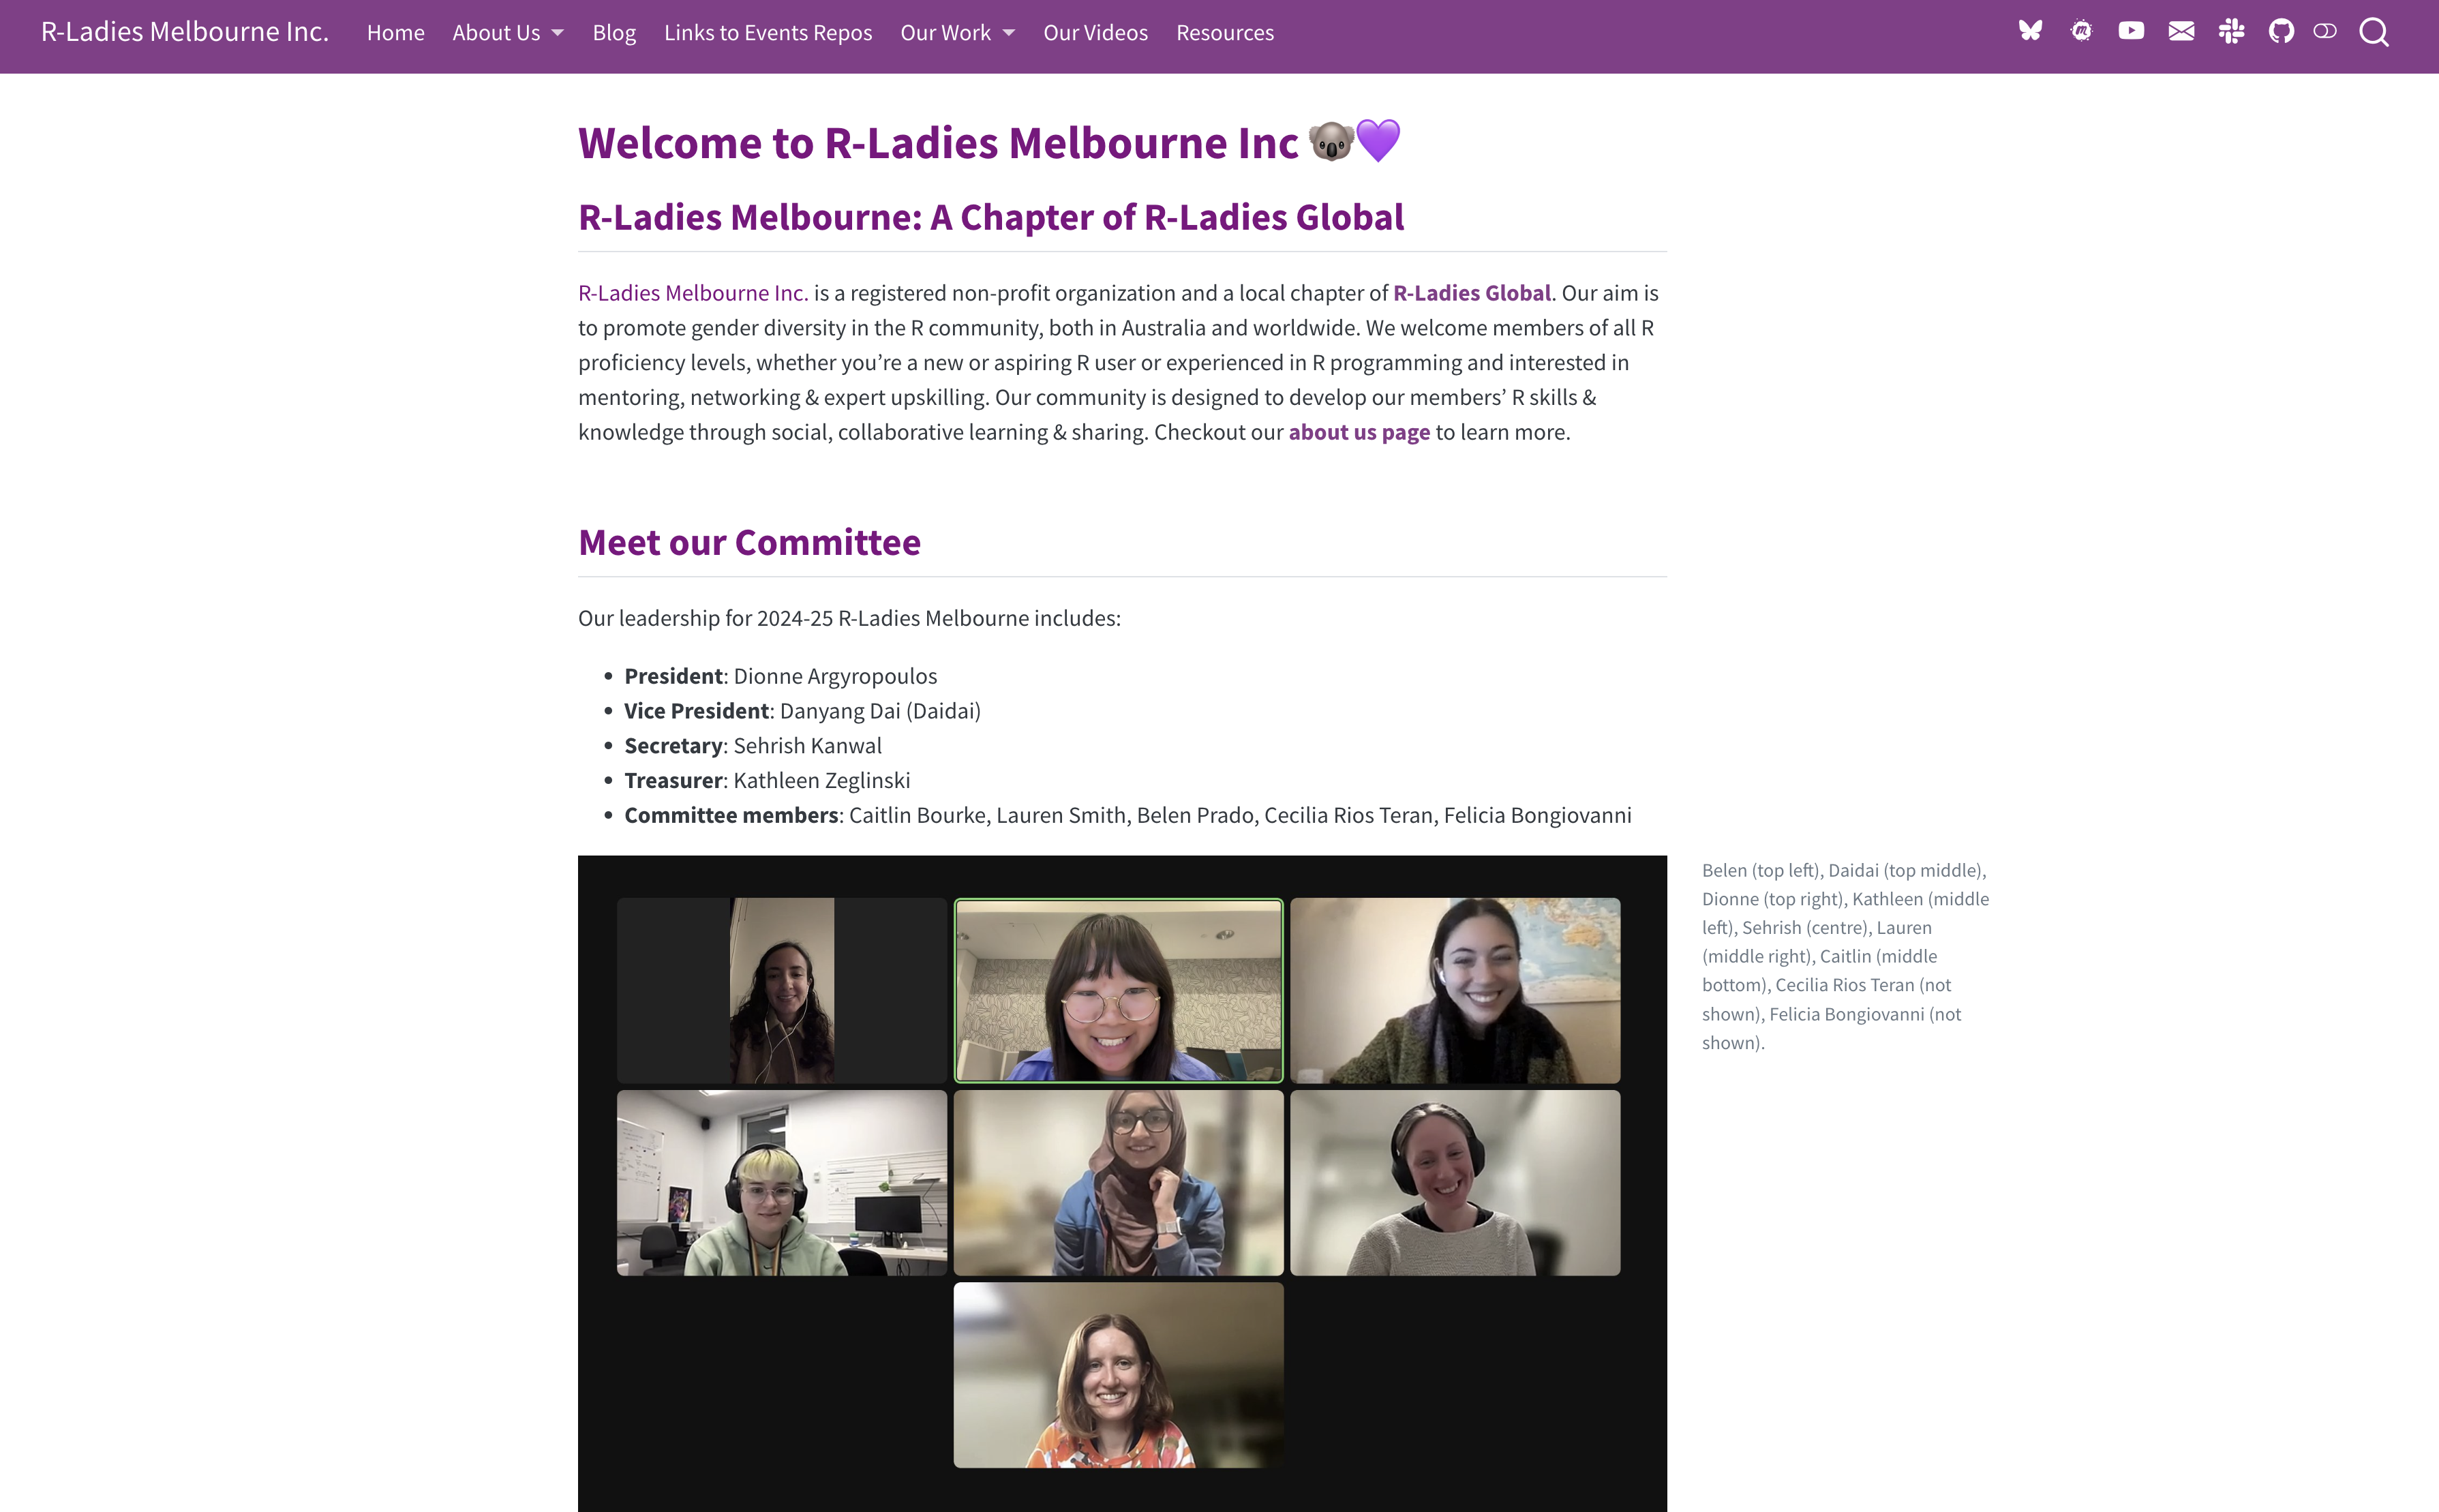 R-Ladies Melbourne Inc. Home About Us Blog Links to Events Repos Our Work Our Videos Resources
Welcome to R-Ladies Melbourne Inc 🐨💜
R-Ladies Melbourne: A Chapter of R-Ladies Global
R-Ladies Melbourne Inc. is a registered non-profit organization and a local chapter of R-Ladies Global. Our aim is
to promote gender diversity in the R community, both in Australia and worldwide. We welcome members of all R
proficiency levels, whether you’re a new or aspiring R user or experienced in R programming and interested in
mentoring, networking & expert upskilling. Our community is designed to develop our members’ R skills &
knowledge through social, collaborative learning & sharing. Checkout our about us page to learn more.
Meet our Committee
Our leadership for 2024-25 R-Ladies Melbourne includes:
• President: Dionne Argyropoulos
• Vice President: Danyang Dai (Daidai)
• Secretary: Sehrish Kanwal
• Treasurer: Kathleen Zeglinski
• Committee members: Caitlin Bourke, Lauren Smith, Belen Prado, Cecilia Rios Teran, Felicia Bongiovanni
Belen (top left), Daidai (top middle),
Dionne (top right), Kathleen (middle
left), Sehrish (centre), Lauren
(middle right), Caitlin (middle
bottom), Cecilia Rios Teran (not
shown), Felicia Bongiovanni (not
shown).